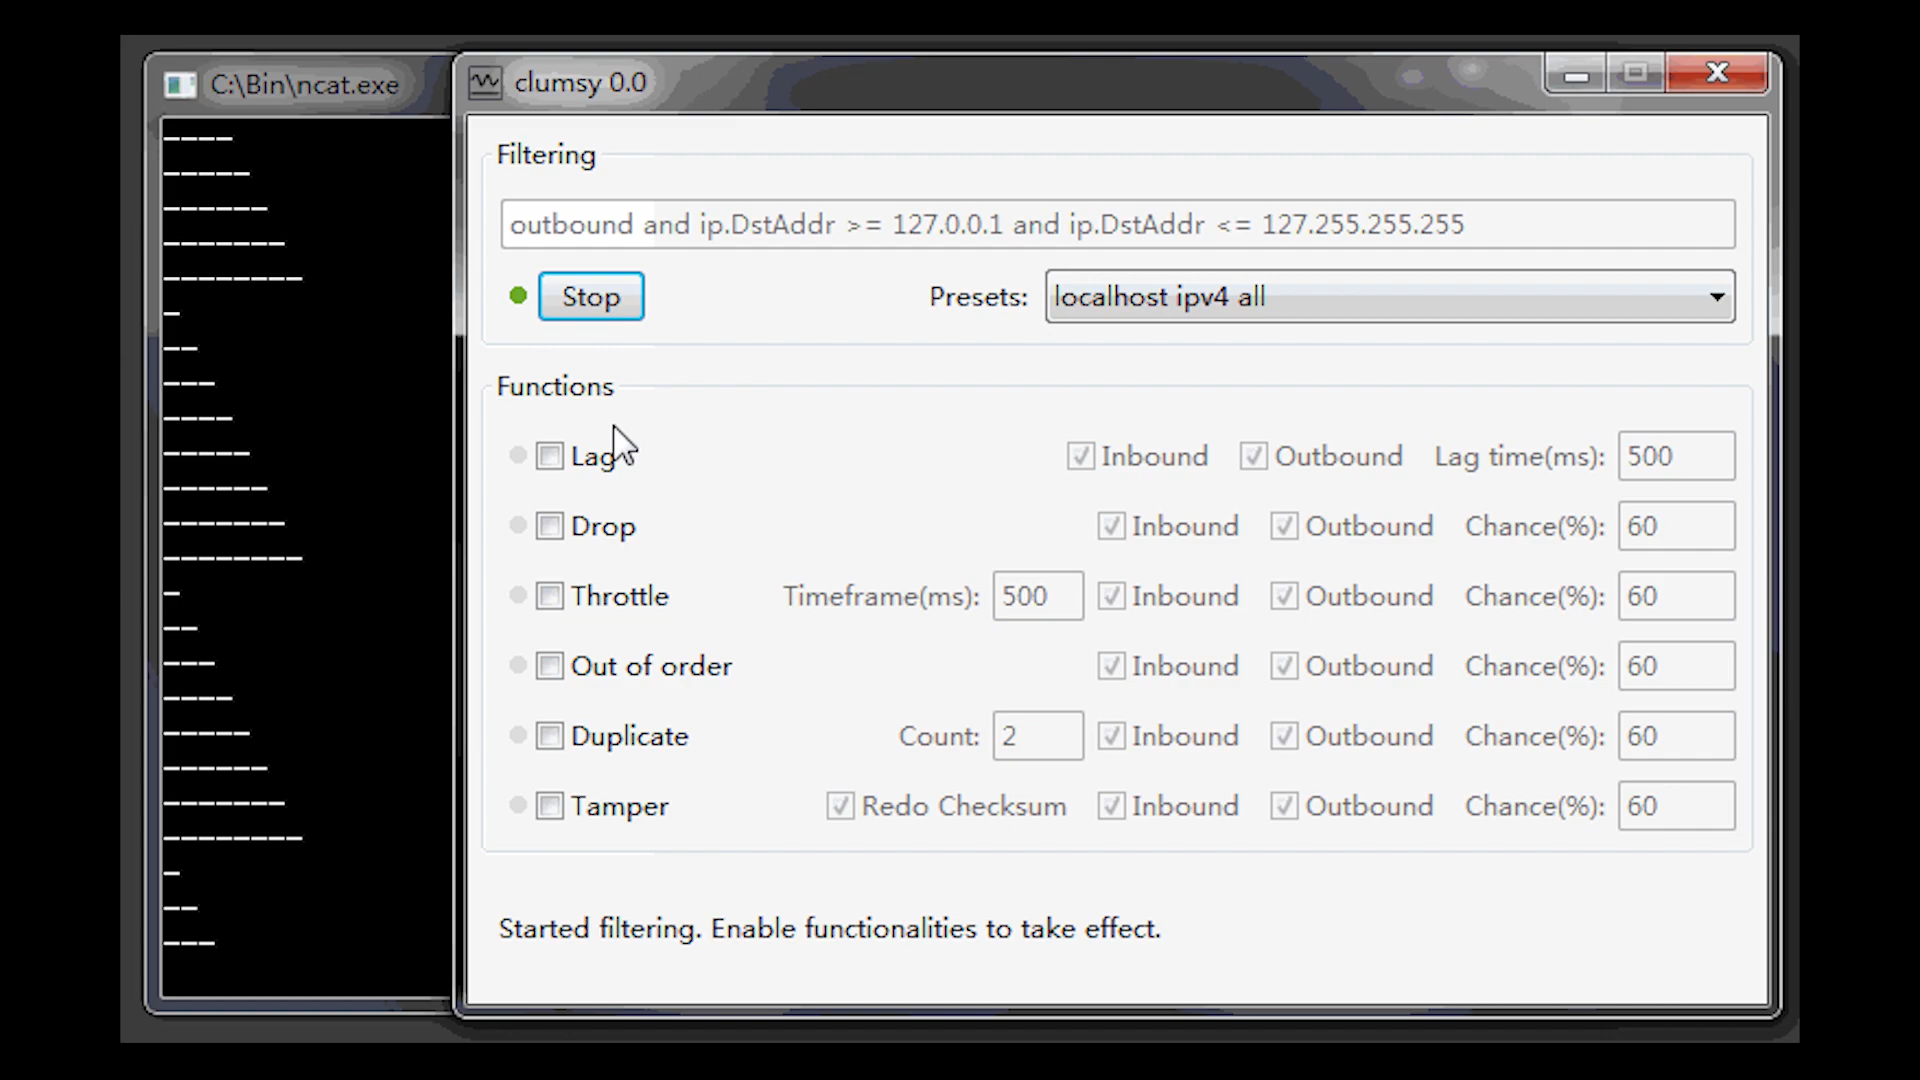 C:\Bin\ncat.exe
----
-----
------
-------
--------
-
--
---
----
-----
------
-------
--------
-
--
---
----
-----
------
-------
--------
-
--
---
clumsy 0.0
Filtering
outbound and ip.DstAddr >= 127.0.0.1 and ip.DstAddr <= 127.255.255.255
Stop Presets: localhost ipv4 all
Functions
Lag Inbound Outbound Lag time(ms): 500
Drop Inbound Outbound Chance(%): 60
Throttle Timeframe(ms): 500 Inbound Outbound Chance(%): 60
Out of order Inbound Outbound Chance(%): 60
Duplicate Count: 2 Inbound Outbound Chance(%): 60
Tamper Redo Checksum Inbound Outbound Chance(%): 60
Started filtering. Enable functionalities to take effect.